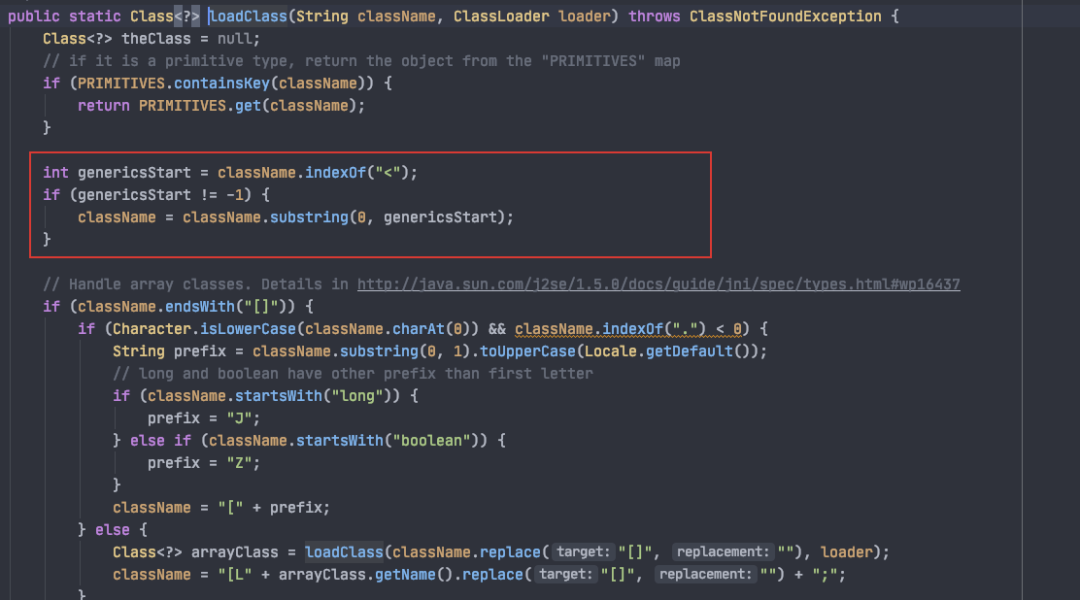 public static Class<?> loadClass(String className, ClassLoader loader) throws ClassNotFoundException {
    Class<?> theClass = null;
    // if it is a primitive type, return the object from the "PRIMITIVES" map
    if (PRIMITIVES.containsKey(className)) {
        return PRIMITIVES.get(className);
    }
    int genericsStart = className.indexOf("<");
    if (genericsStart != -1) {
        className = className.substring(0, genericsStart);
    }
    // Handle array classes. Details in http://java.sun.com/j2se/1.5.0/docs/guide/jni/spec/types.html#wp16437
    if (className.endsWith("[]")) {
        if (Character.isLowerCase(className.charAt(0)) && className.indexOf(".") < 0) {
            String prefix = className.substring(0, 1).toUpperCase(Locale.getDefault());
            // long and boolean have other prefix than first letter
            if (className.startsWith("long")) {
                prefix = "J";
            } else if (className.startsWith("boolean")) {
                prefix = "Z";
            }
            className = "[" + prefix;
        } else {
            Class<?> arrayClass = loadClass(className.replace( target: "[]", replacement: ""), loader);
            className = "[L" + arrayClass.getName().replace( target: "[]", replacement: "") + ";";
        }